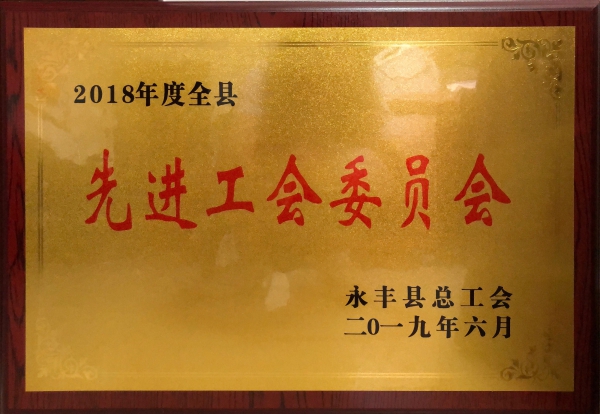 2018年度全县
先进工会委员会
永丰县总工会
二0一九年六月